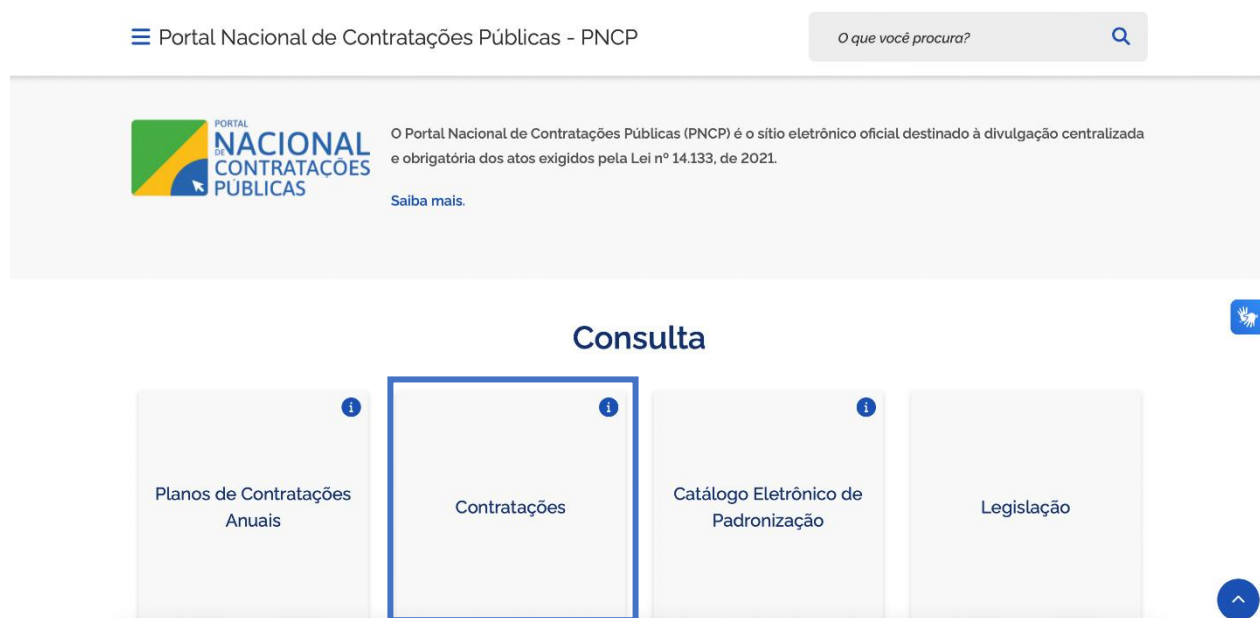 Portal Nacional de Contratações Públicas - PNCP
O que você procura?
PORTAL
NACIONAL
DE
CONTRATAÇÕES
PÚBLICAS
O Portal Nacional de Contratações Públicas (PNCP) é o sítio eletrônico oficial destinado à divulgação centralizada
e obrigatória dos atos exigidos pela Lei nº 14.133, de 2021.
Saiba mais.
Consulta
i
i
i
Planos de Contratações
Anuais
Contratações
Catálogo Eletrônico de
Padronização
Legislação